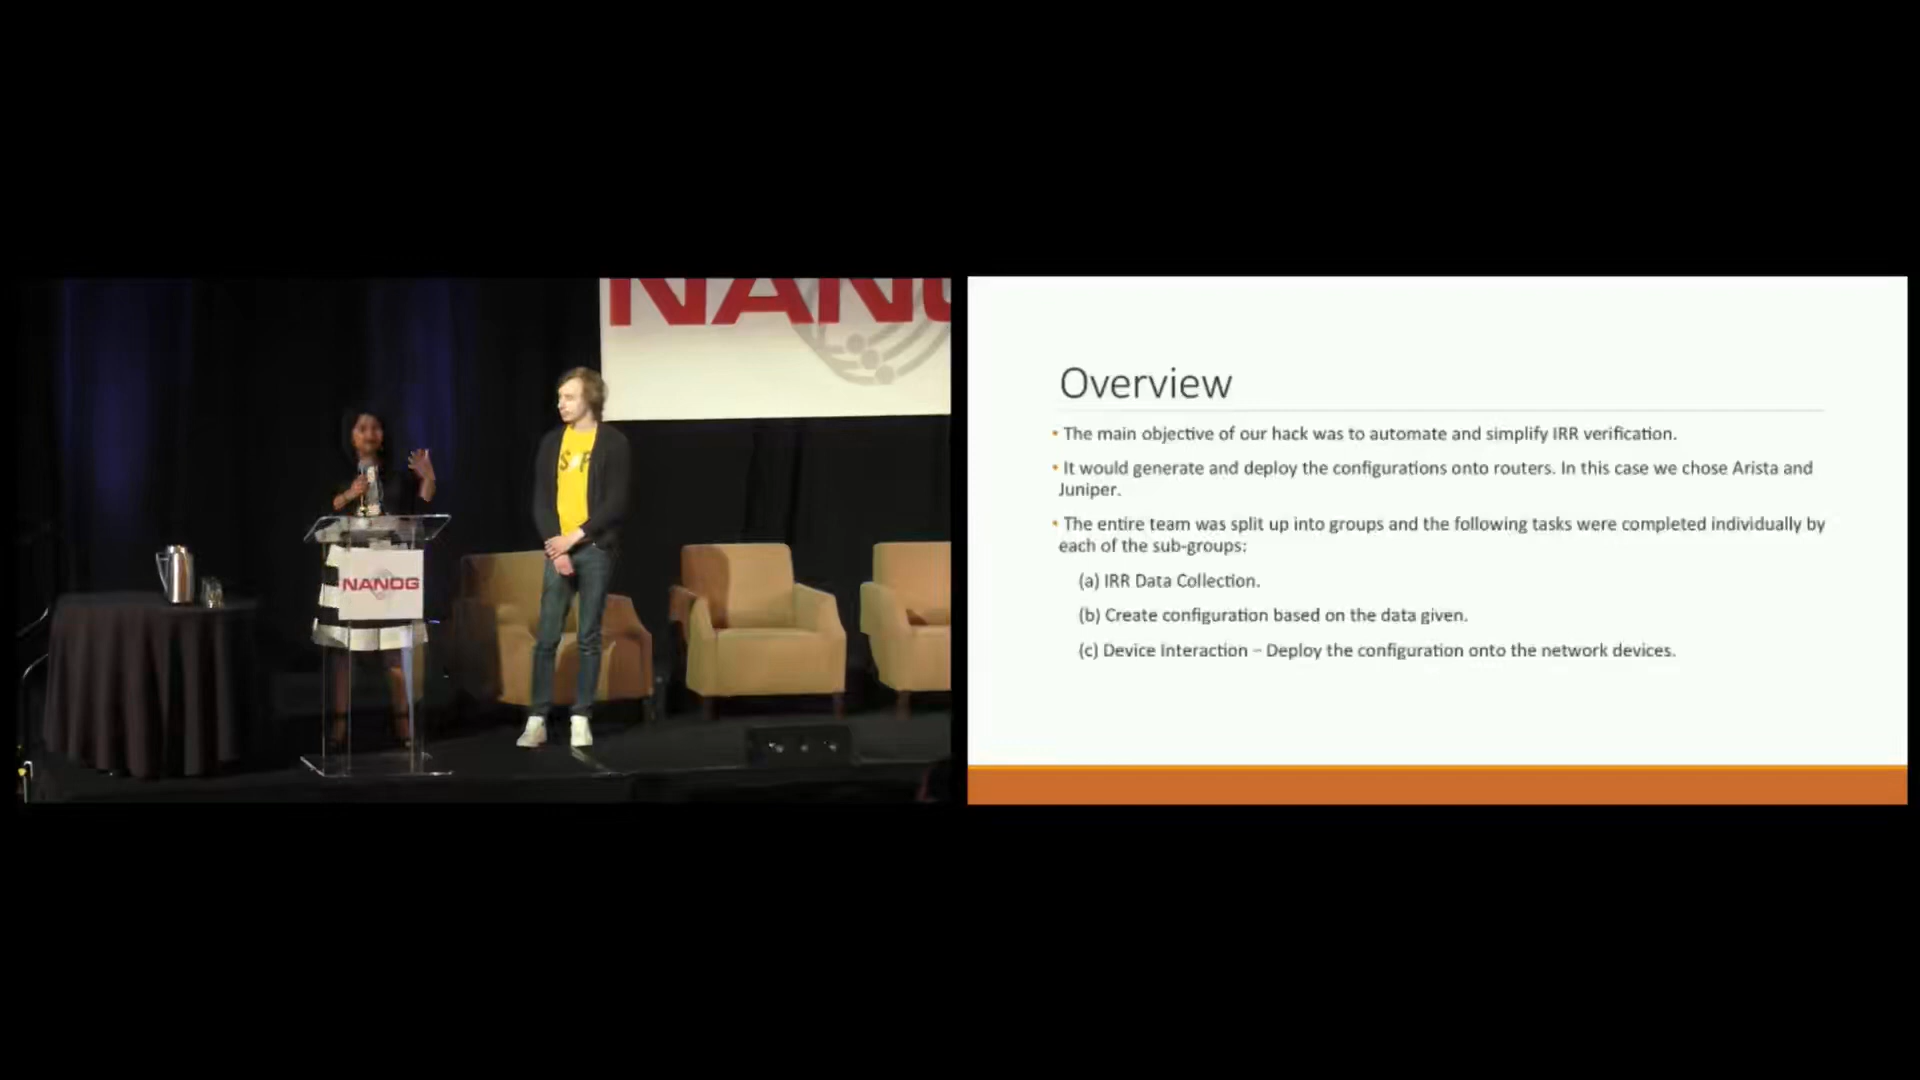 NANOG
S P
NANOG
Overview
• The main objective of our hack was to automate and simplify IRR verification.
• It would generate and deploy the configurations onto routers. In this case we chose Arista and
Juniper.
• The entire team was split up into groups and the following tasks were completed individually by
each of the sub-groups:
(a) IRR Data Collection.
(b) Create configuration based on the data given.
(c) Device Interaction – Deploy the configuration onto the network devices.